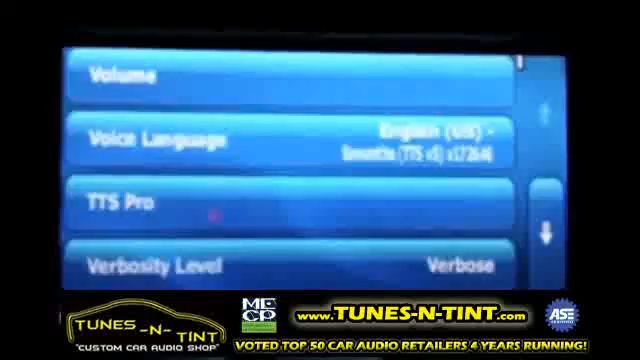 Volume
Voice Language
English (US) -
TTS Pro
Verbosity Level
Verbose
TUNES -N- TINT
"CUSTOM CAR AUDIO SHOP"
MECP
www.TUNES-N-TINT.com
ASE
VOTED TOP 50 CAR AUDIO RETAILERS 4 YEARS RUNNING!